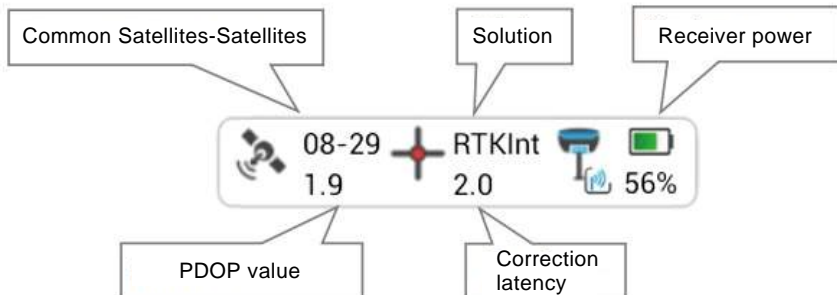 Common Satellites-Satellites
Solution
Receiver power
08-29
RTKInt
1.9
2.0
56%
PDOP value
Correction
latency